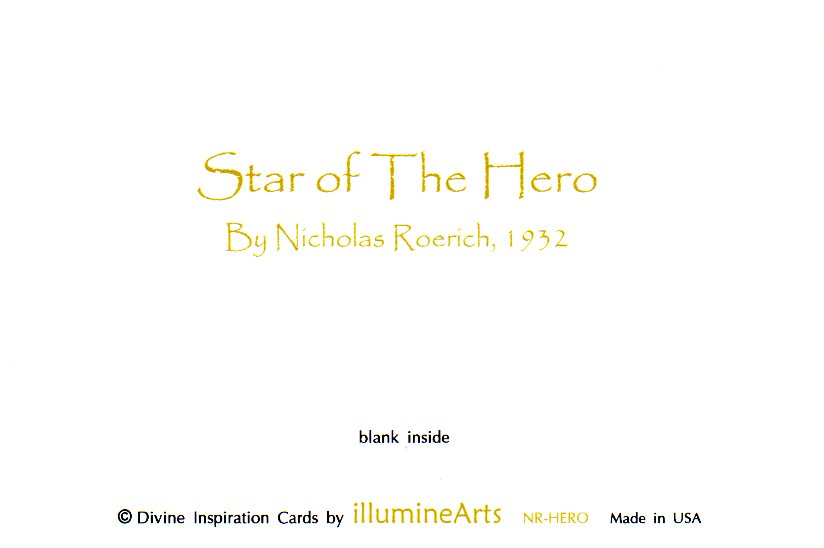 Star of The Hero
By Nicholas Roerich, 1932
blank inside
© Divine Inspiration Cards by illumineArts NR-HERO Made in USA